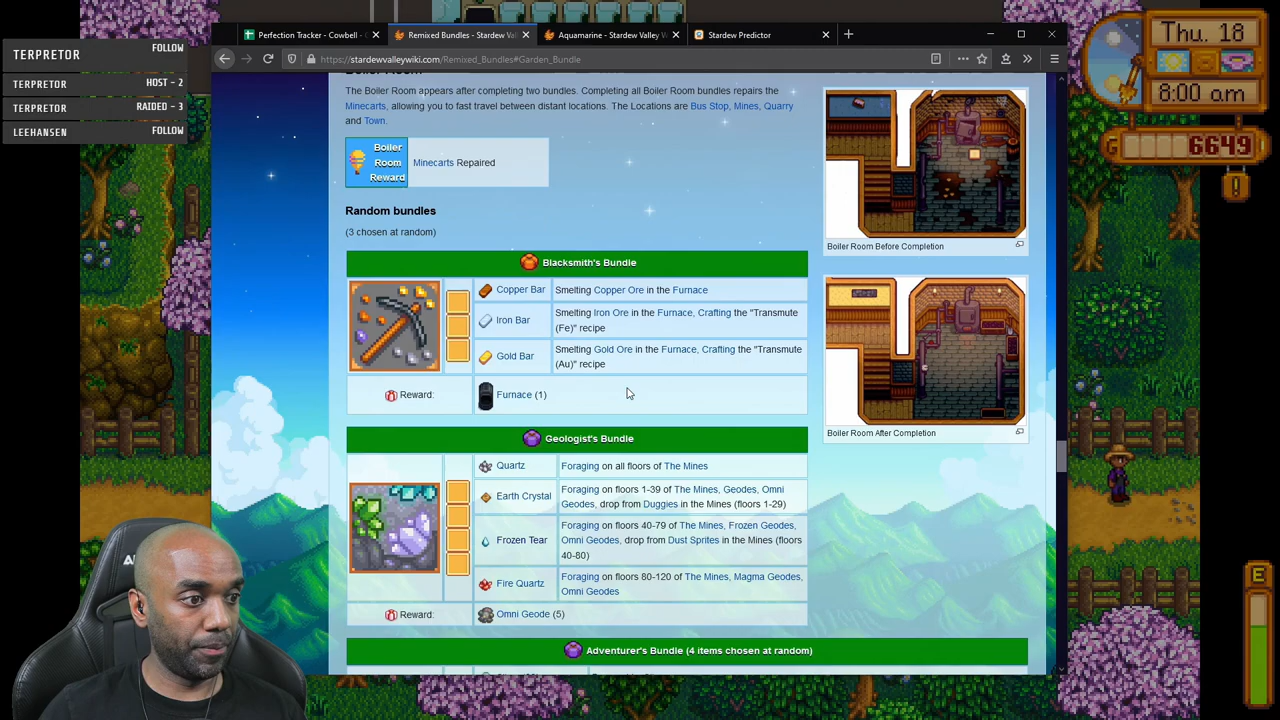 TERPRETOR FOLLOW
TERPRETOR HOST - 2
TERPRETOR RAIDED - 3
LEEHANSEN FOLLOW
Perfection Tracker - Cowbell -
Remixed Bundles - Stardew Val
Aquamarine - Stardew Valley W
Stardew Predictor
https://stardewvalleywiki.com/Remixed_Bundles#Garden_Bundle
Thu. 18
8:00 am
G 6649
The Boiler Room appears after completing two bundles. Completing all Boiler Room bundles repairs the
Minecarts, allowing you to fast travel between distant locations. The Locations are Bus Stop, Mines, Quarry
and Town.
Boiler
Room
Reward
Minecarts Repaired
Random bundles
(3 chosen at random)
Boiler Room Before Completion
Blacksmith's Bundle
Copper Bar Smelting Copper Ore in the Furnace
Iron Bar Smelting Iron Ore in the Furnace, Crafting the "Transmute
(Fe)" recipe
Gold Bar Smelting Gold Ore in the Furnace, Crafting the "Transmute
(Au)" recipe
Reward: Furnace (1)
Boiler Room After Completion
Geologist's Bundle
Quartz Foraging on all floors of The Mines
Earth Crystal Foraging on floors 1-39 of The Mines, Geodes, Omni
Geodes, drop from Duggies in the Mines (floors 1-29)
Frozen Tear Foraging on floors 40-79 of The Mines, Frozen Geodes,
Omni Geodes, drop from Dust Sprites in the Mines (floors
40-80)
Fire Quartz Foraging on floors 80-120 of The Mines, Magma Geodes,
Omni Geodes
Reward: Omni Geode (5)
Adventurer's Bundle (4 items chosen at random)
E